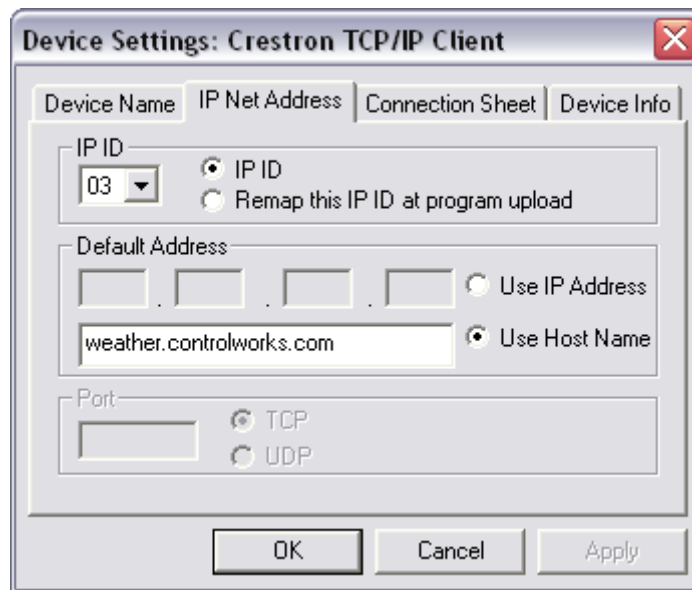 Device Settings: Crestron TCP/IP Client
Device Name IP Net Address Connection Sheet Device Info
IP ID
03 IP ID
Remap this IP ID at program upload
Default Address
. . . Use IP Address
weather.controlworks.com Use Host Name
Port
TCP
UDP
OK Cancel Apply